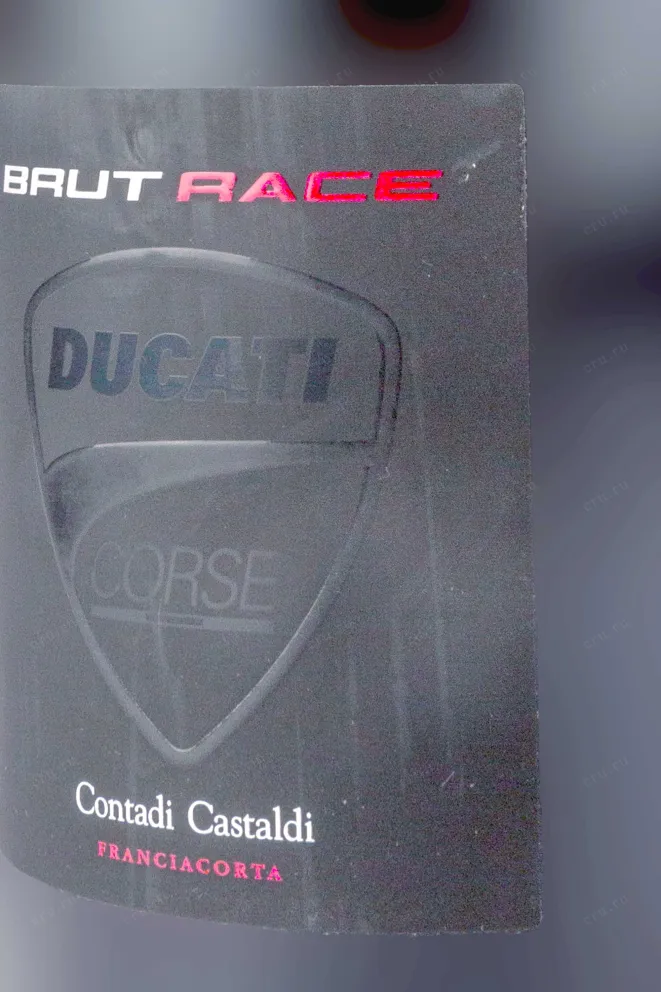 BRUT RACE
DUCATI
CORSE
Contadi Castaldi
FRANCIACORTA